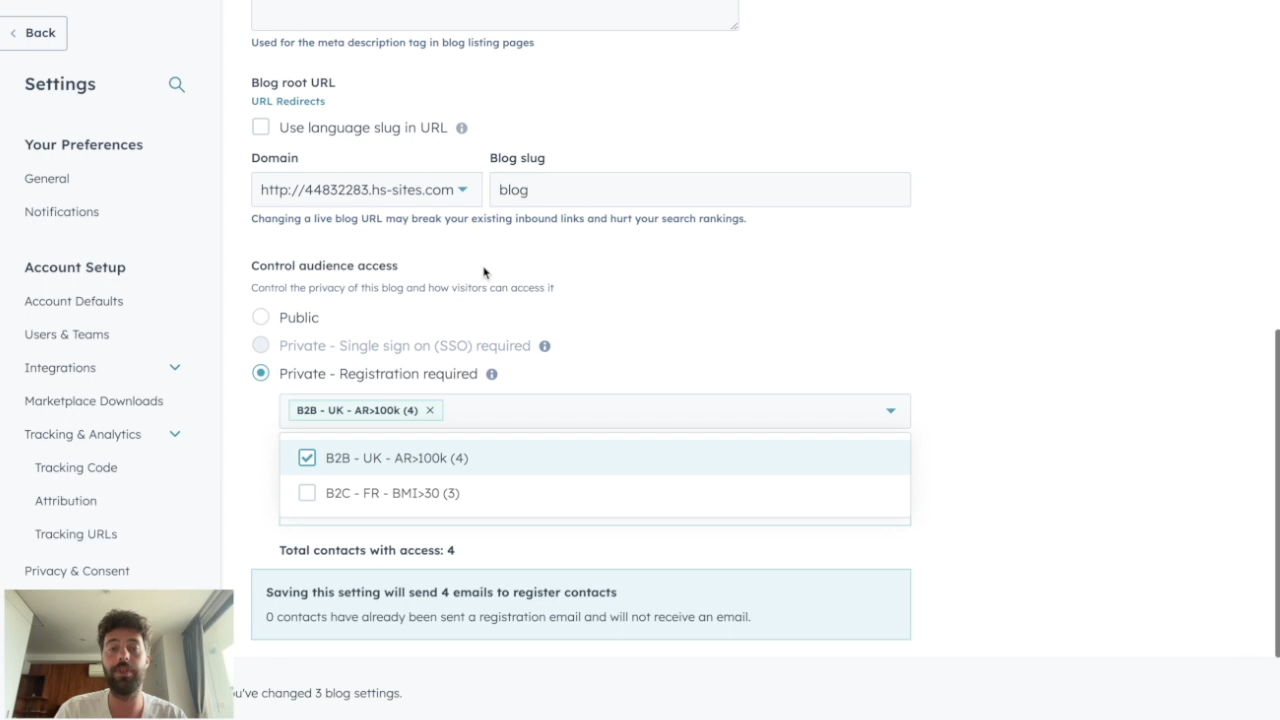 Back
Settings
Your Preferences
General
Notifications
Account Setup
Account Defaults
Users & Teams
Integrations
Marketplace Downloads
Tracking & Analytics
Tracking Code
Attribution
Tracking URLs
Privacy & Consent
Used for the meta description tag in blog listing pages
Blog root URL
URL Redirects
Use language slug in URL
Domain
Blog slug
http://44832283.hs-sites.com
blog
Changing a live blog URL may break your existing inbound links and hurt your search rankings.
Control audience access
Control the privacy of this blog and how visitors can access it
Public
Private - Single sign on (SSO) required
Private - Registration required
B2B - UK - AR>100k (4)
B2B - UK - AR>100k (4)
B2C - FR - BMI>30 (3)
Total contacts with access: 4
Saving this setting will send 4 emails to register contacts
0 contacts have already been sent a registration email and will not receive an email.
u've changed 3 blog settings.